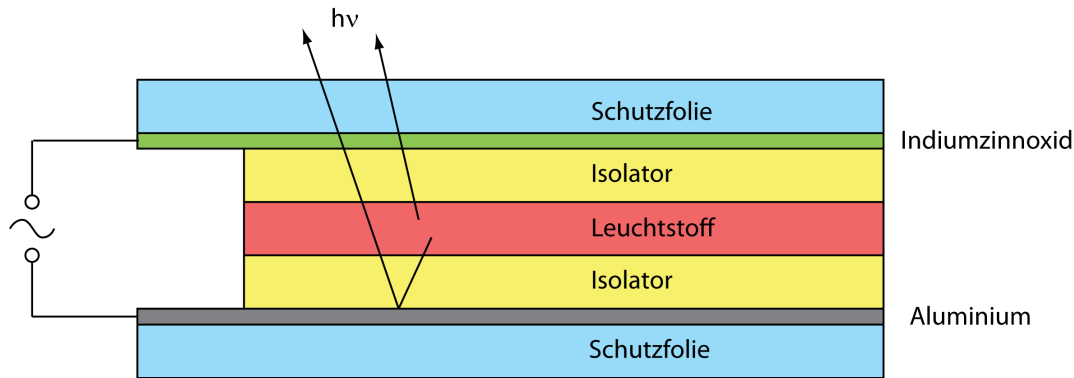 hν
Schutzfolie
Indiumzinnoxid
Isolator
Leuchtstoff
Isolator
Aluminium
Schutzfolie